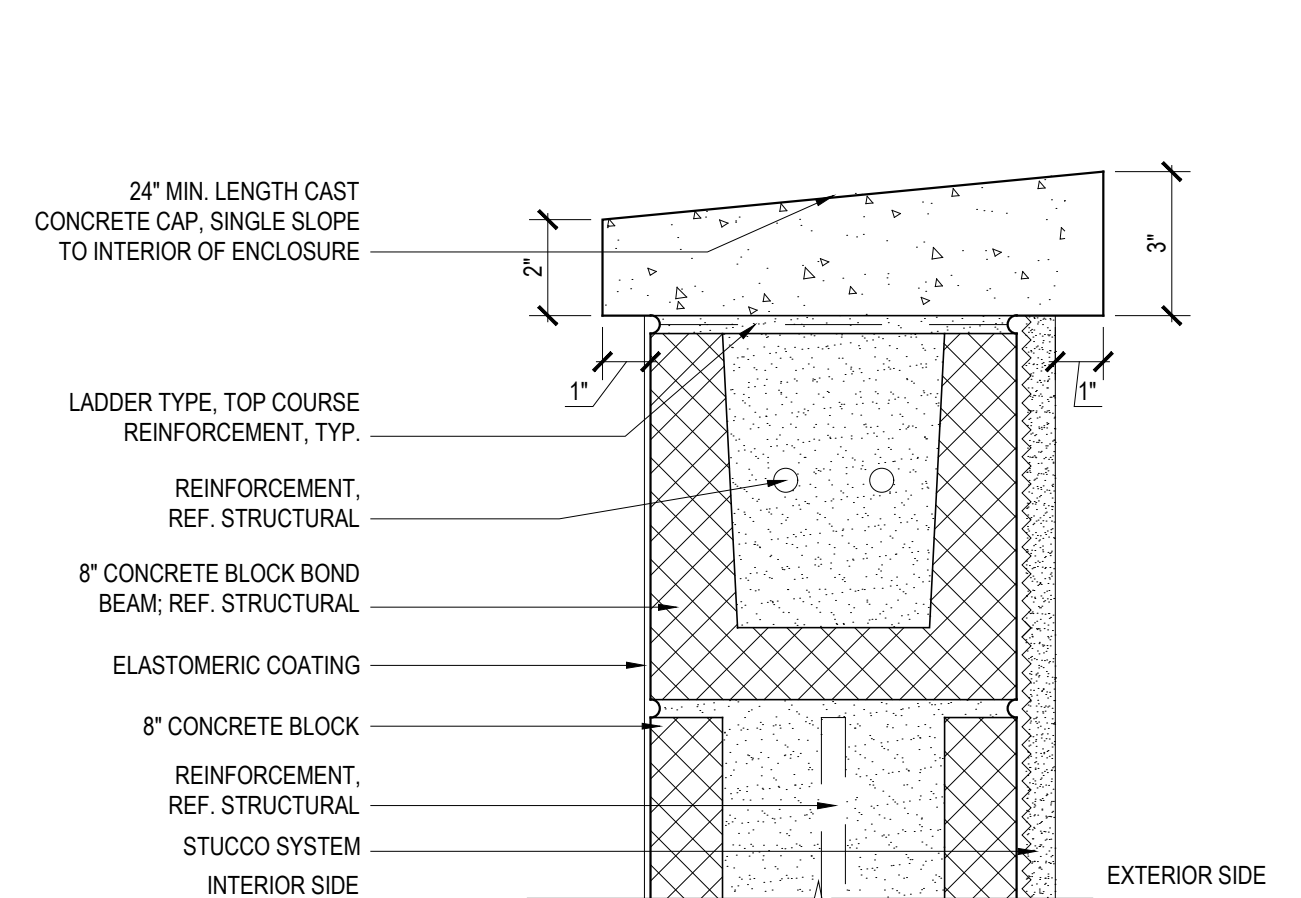 24" MIN. LENGTH CAST
CONCRETE CAP, SINGLE SLOPE
TO INTERIOR OF ENCLOSURE
2"
3"
1"
1"
LADDER TYPE, TOP COURSE
REINFORCEMENT, TYP.
REINFORCEMENT,
REF. STRUCTURAL
8" CONCRETE BLOCK BOND
BEAM; REF. STRUCTURAL
ELASTOMERIC COATING
8" CONCRETE BLOCK
REINFORCEMENT,
REF. STRUCTURAL
STUCCO SYSTEM
INTERIOR SIDE
EXTERIOR SIDE